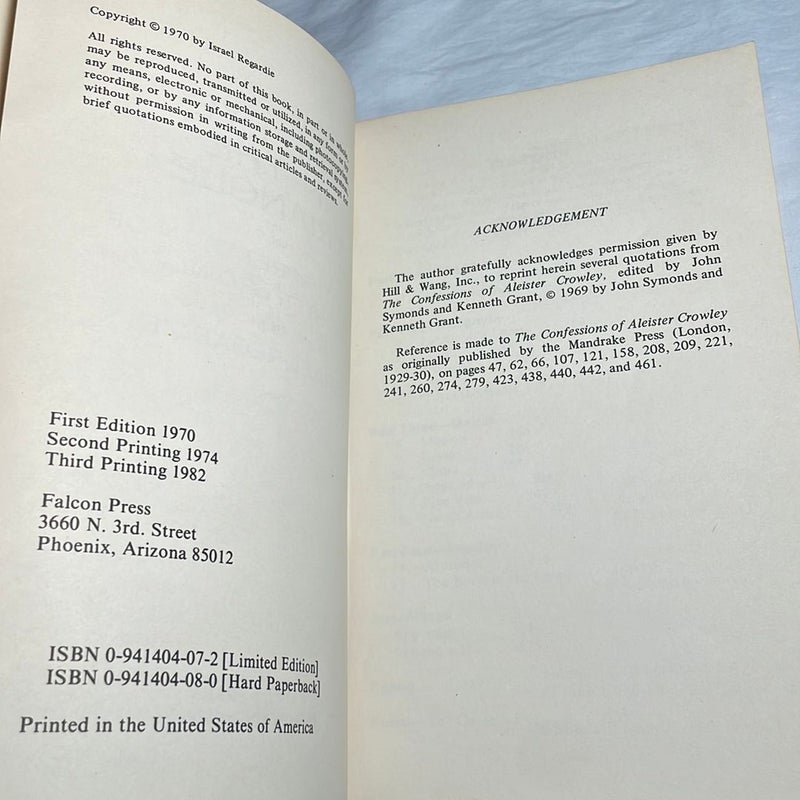 Copyright © 1970 by Israel Regardie
All rights reserved. No part of this book, in part or in whole,
may be reproduced, transmitted or utilized, in any form or by
any means, electronic or mechanical, including photocopying,
recording, or by any information storage and retrieval system,
without permission in writing from the publisher, except for
brief quotations embodied in critical articles and reviews.
First Edition 1970
Second Printing 1974
Third Printing 1982
Falcon Press
3660 N. 3rd. Street
Phoenix, Arizona 85012
ISBN 0-941404-07-2 [Limited Edition]
ISBN 0-941404-08-0 [Hard Paperback]
Printed in the United States of America
ACKNOWLEDGEMENT
The author gratefully acknowledges permission given by
Hill & Wang, Inc., to reprint herein several quotations from
The Confessions of Aleister Crowley, edited by John
Symonds and Kenneth Grant, © 1969 by John Symonds and
Kenneth Grant.
Reference is made to The Confessions of Aleister Crowley
as originally published by the Mandrake Press (London,
1929-30), on pages 47, 62, 66, 107, 121, 158, 208, 209, 221,
241, 260, 274, 279, 423, 438, 440, 442, and 461.